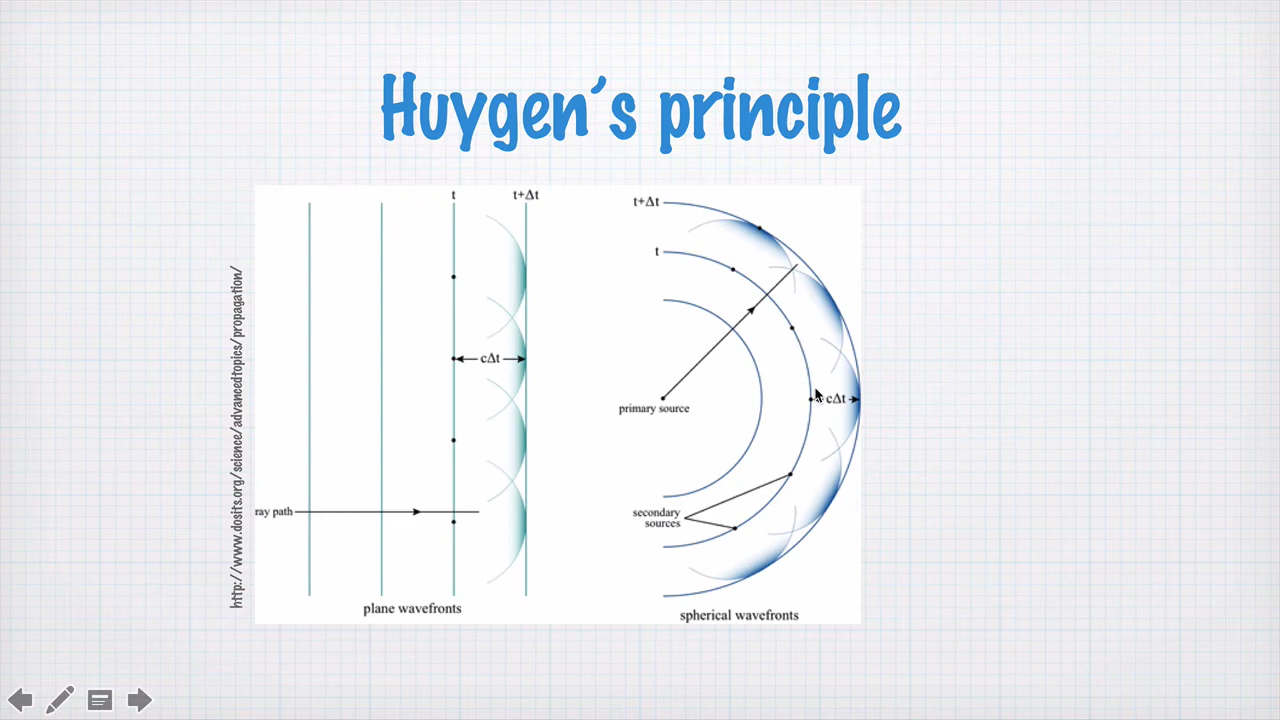 Huygen´s principle
http://www.dosits.org/science/advancedtopics/propagation/
t
t+Δt
cΔt
ray path
plane wavefronts
t+Δt
t
primary source
cΔt
secondary
sources
spherical wavefronts